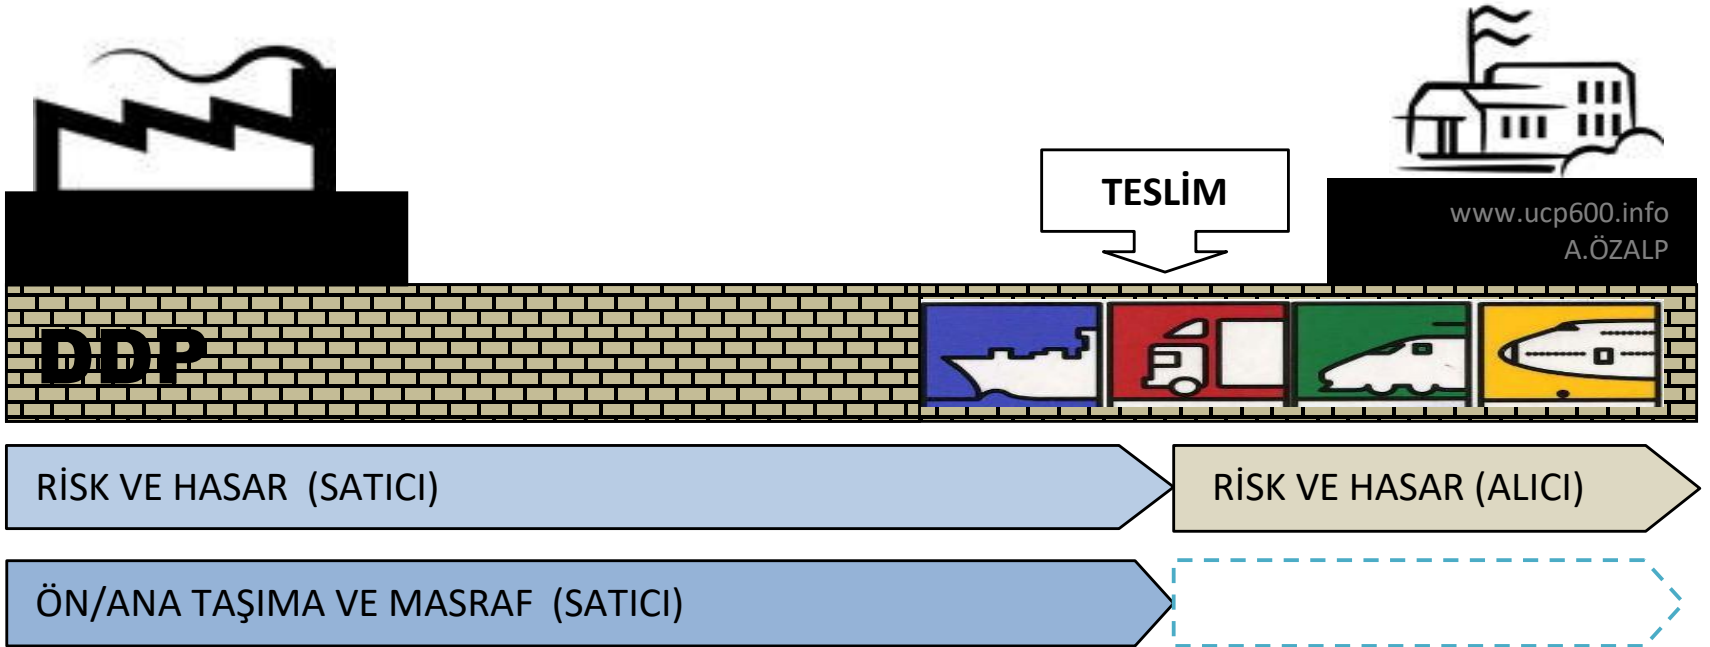 TESLİM
www.ucp600.info
A.ÖZALP
DDP
RİSK VE HASAR (SATICI)
RİSK VE HASAR (ALICI)
ÖN/ANA TAŞIMA VE MASRAF (SATICI)